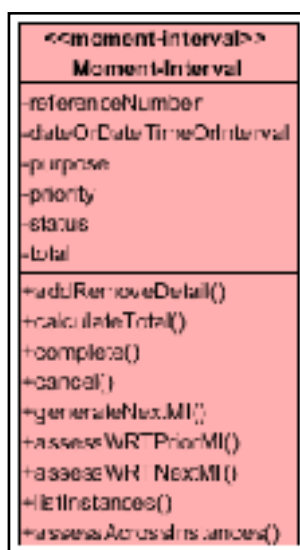 <<moment-interval>>
Moment-Interval
-referenceNumber
-dateOrDateTimeOrInterval
-purpose
-priority
-status
-total
+addRemoveDetail()
+calculateTotal()
+complete()
+cancel()
+generateNextMI()
+assessWRTPriorMI()
+assessWRTNextMI()
+listInstances()
+assessAcrossInstances()